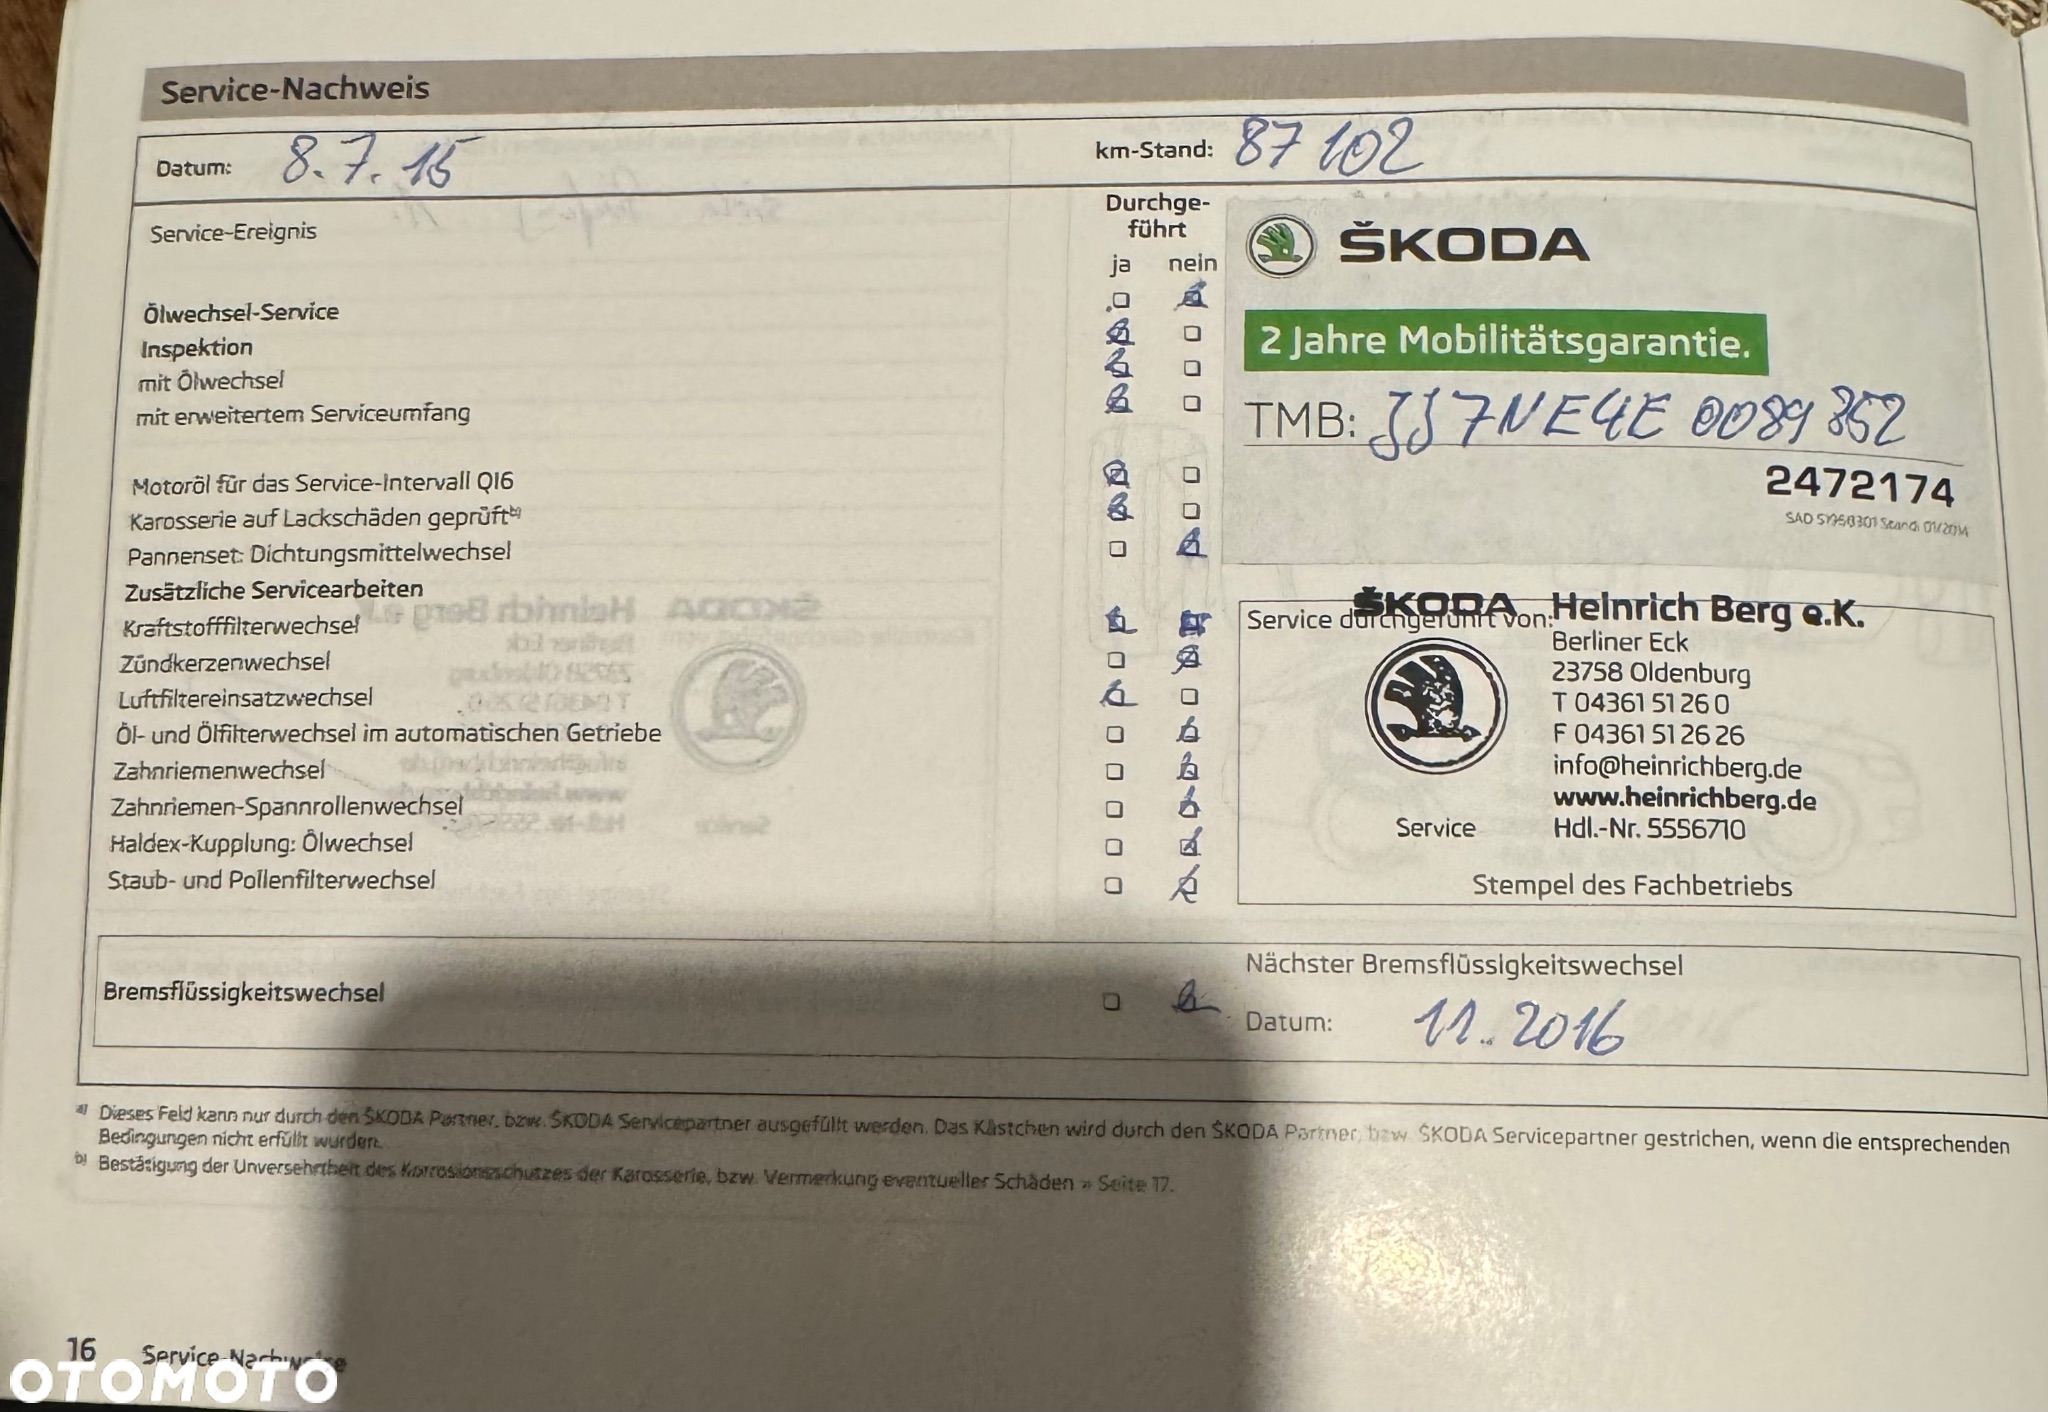 Service-Nachweis
Datum: 8.7.15
km-Stand: 87 102
Service-Ereignis
Durchge-
führt
ja nein
Ölwechsel-Service
Inspektion
mit Ölwechsel
mit erweitertem Serviceumfang
Motoröl für das Service-Intervall QI6
Karosserie auf Lackschäden geprüft b)
Pannenset: Dichtungsmittelwechsel
Zusätzliche Servicearbeiten
Kraftstofffilterwechsel
Zündkerzenwechsel
Luftfiltereinsatzwechsel
Öl- und Ölfilterwechsel im automatischen Getriebe
Zahnriemenwechsel
Zahnriemen-Spannrollenwechsel
Haldex-Kupplung: Ölwechsel
Staub- und Pollenfilterwechsel
ŠKODA
2 Jahre Mobilitätsgarantie.
TMB: JJ7NE4E0089852
2472174
Stand: 01/2014
Service durchgeführt von:
ŠKODA Heinrich Berg e.K.
Berliner Eck
23758 Oldenburg
T 04361 51 26 0
F 04361 51 26 26
info@heinrichberg.de
www.heinrichberg.de
Service Hdl.-Nr. 5556710
Stempel des Fachbetriebs
Bremsflüssigkeitswechsel
Nächster Bremsflüssigkeitswechsel
Datum: 11. 2016
a) Dieses Feld kann nur durch den ŠKODA Partner, bzw. ŠKODA Servicepartner ausgefüllt werden. Das Kästchen wird durch den ŠKODA Partner, bzw. ŠKODA Servicepartner gestrichen, wenn die entsprechenden
Bedingungen nicht erfüllt wurden.
b) Bestätigung der Unversehrtheit des Korrosionsschutzes der Karosserie, bzw. Vermerkung eventueller Schäden » Seite 17.
16 Service-Nachweise
OTOMOTO